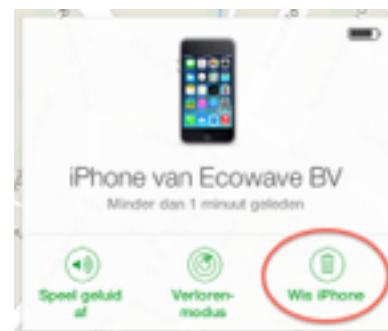 iPhone van Ecowave BV
Minder dan 1 minuut geleden
Speel geluid
af
Verloren-
modus
Wis iPhone